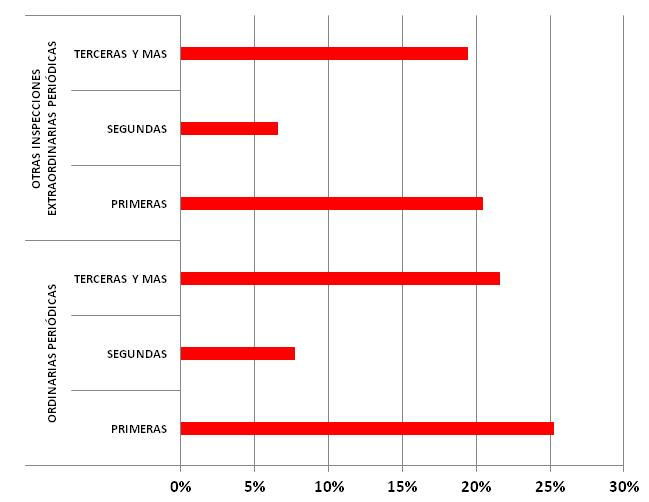 OTRAS INSPECCIONES
EXTRAORDINARIAS PERIÓDICAS
TERCERAS Y MAS
SEGUNDAS
PRIMERAS
ORDINARIAS PERIÓDICAS
TERCERAS Y MAS
SEGUNDAS
PRIMERAS
0% 5% 10% 15% 20% 25% 30%